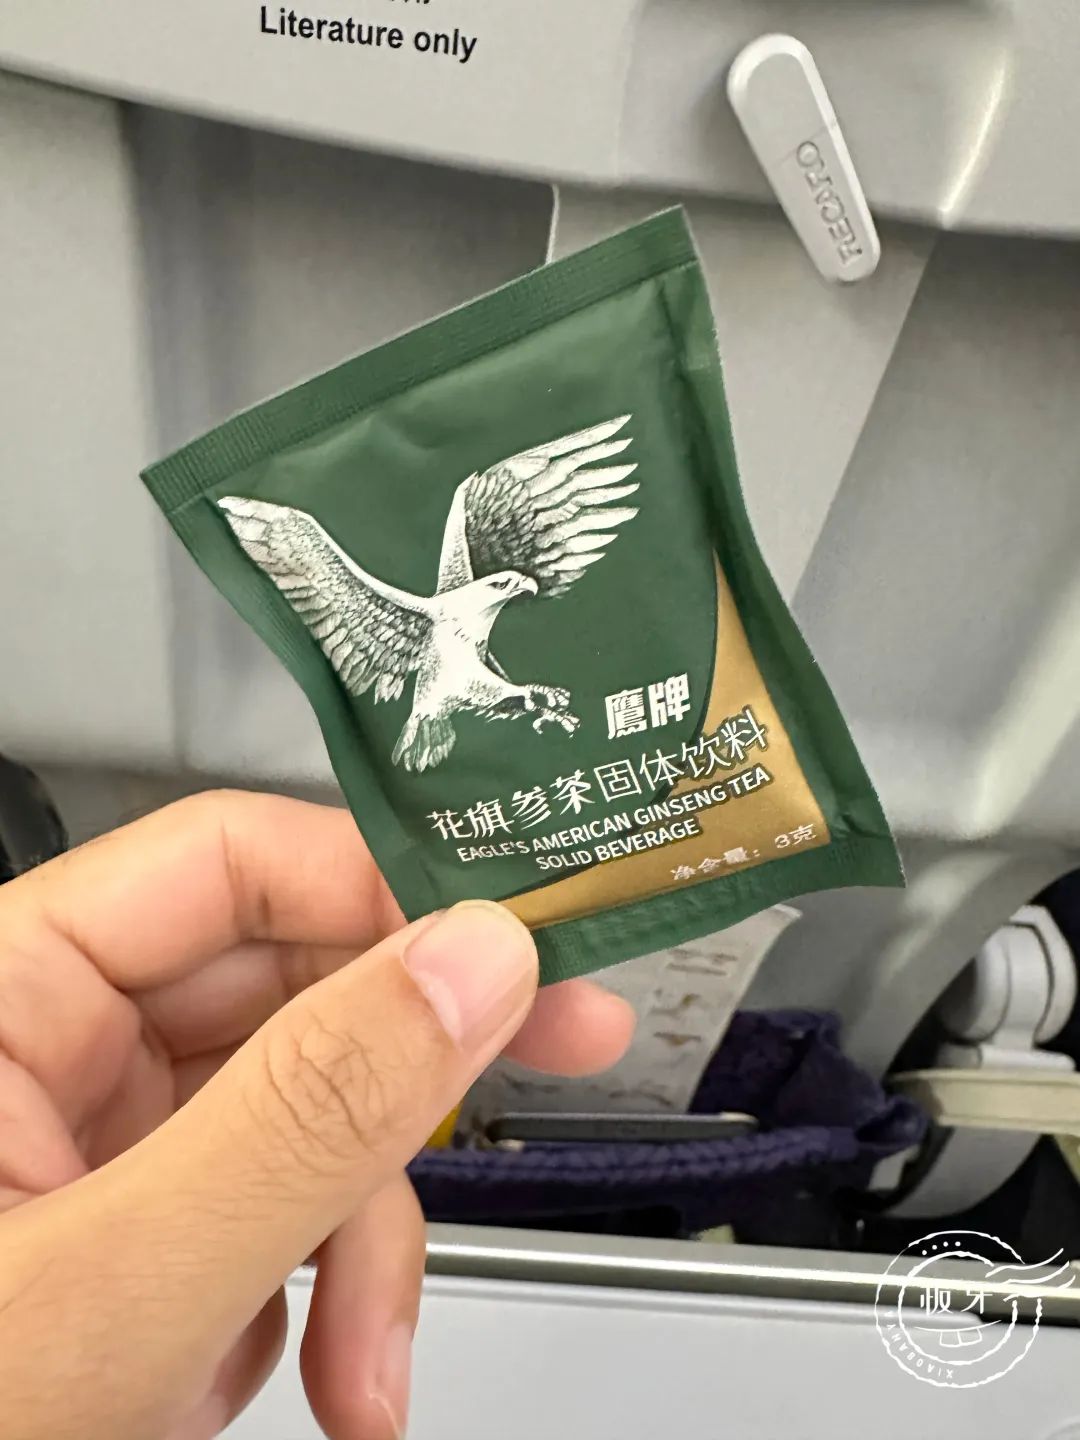 Literature only
RECARO
鹰牌
花旗参茶固体饮料
EAGLE'S AMERICAN GINSENG TEA
SOLID BEVERAGE
净含量：3克
XIAOBANYA